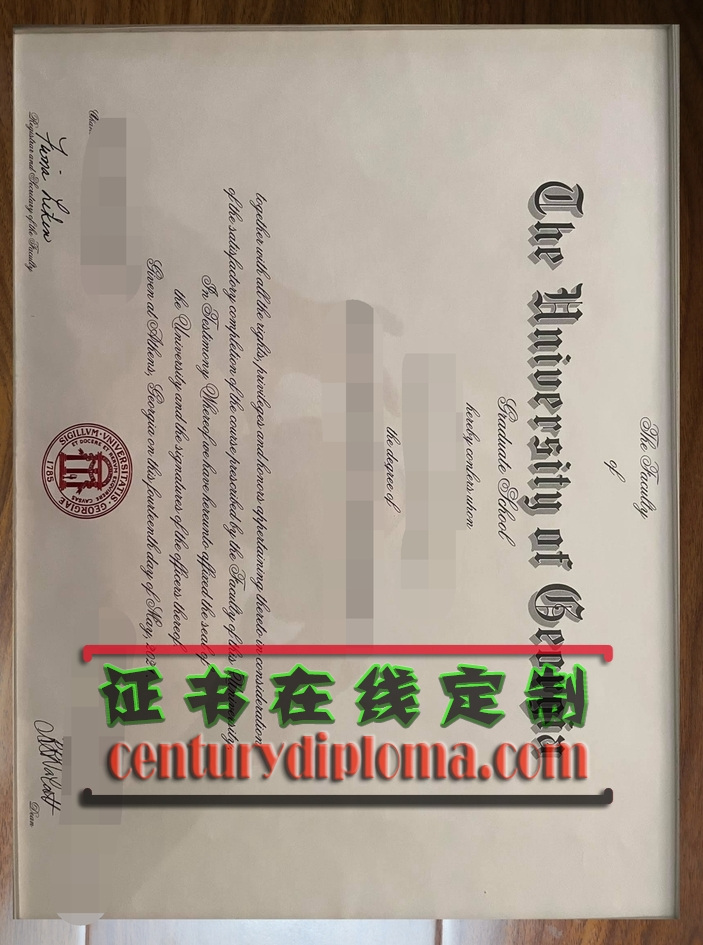 The Faculty
of
The University of Georgia
Graduate School
hereby confers upon
the degree of
together with all the rights, privileges and honors appertaining thereto in consideration
of the satisfactory completion of the course prescribed by the Faculty of this University
In Testimony Whereof we have hereunto affixed the seal of
the University and the signatures of the officers thereof.
Given at Athens, Georgia on this fourteenth day of May,
Registrar and Secretary of the Faculty
SIGILLVM·VNIVERSITATIS·GEORGIAE
1785
Dean
证书在线定制
centurydiploma.com